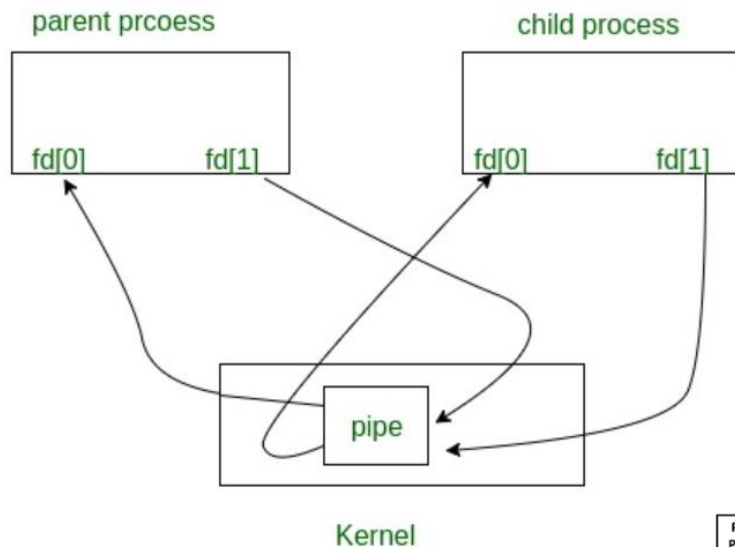 parent prcoess
child process
fd[0]
fd[1]
fd[0]
fd[1]
pipe
Kernel